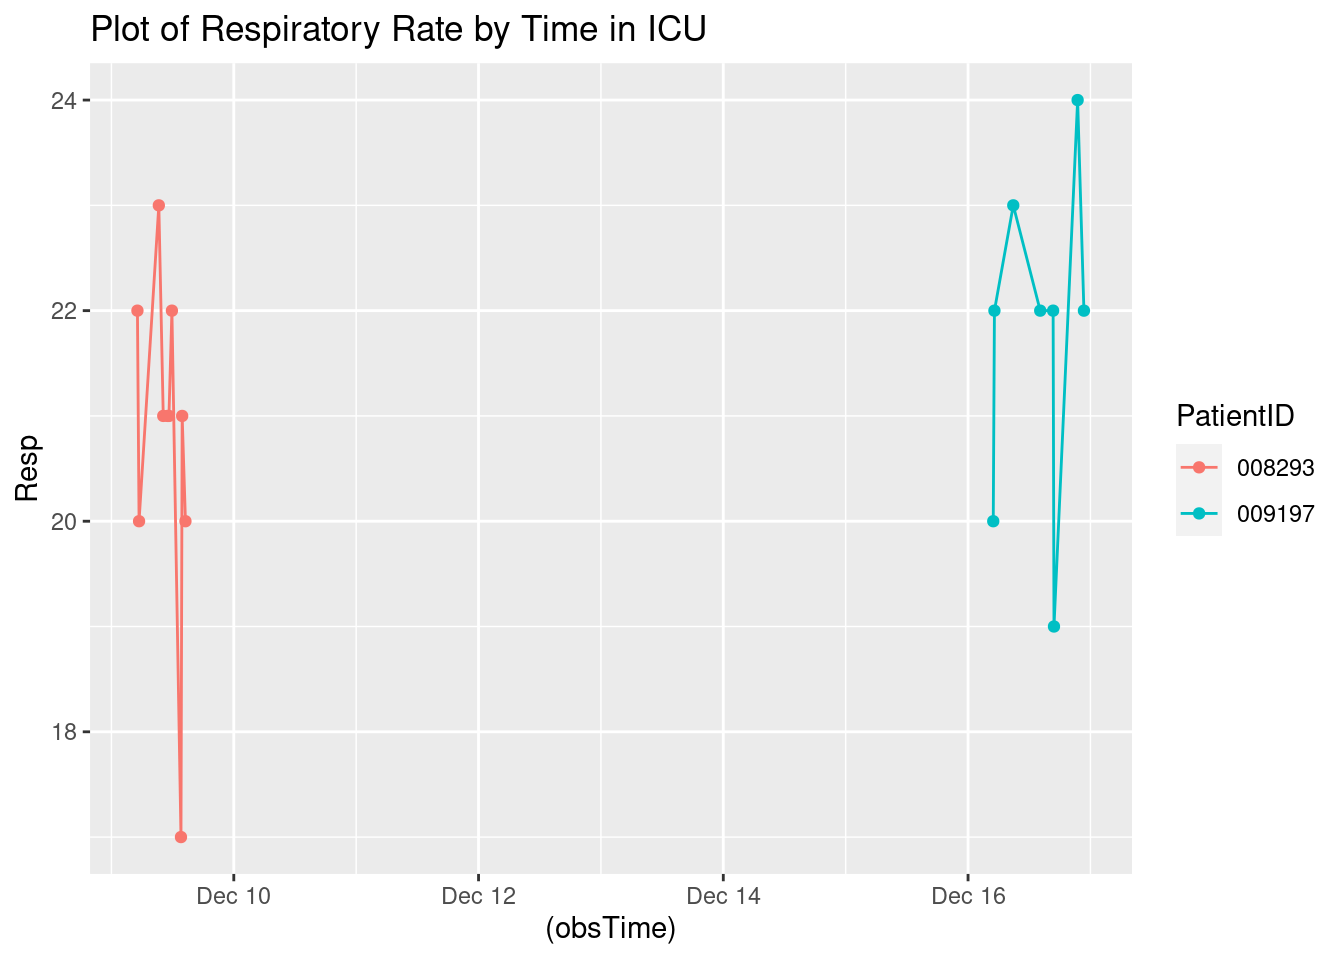 Plot of Respiratory Rate by Time in ICU
24
22
20
18
Resp
Dec 10
Dec 12
Dec 14
Dec 16
(obsTime)
PatientID
008293
009197